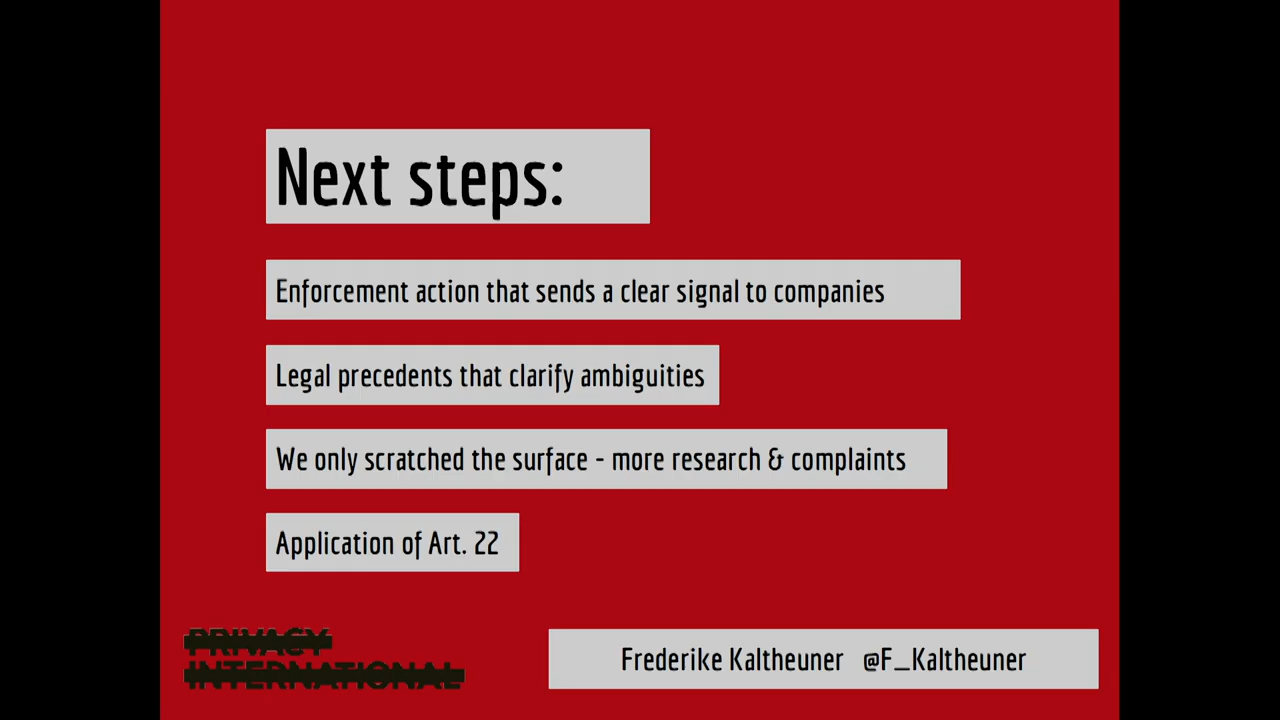 Next steps:
Enforcement action that sends a clear signal to companies
Legal precedents that clarify ambiguities
We only scratched the surface - more research & complaints
Application of Art. 22
PRIVACY
INTERNATIONAL
Frederike Kaltheuner @F_Kaltheuner